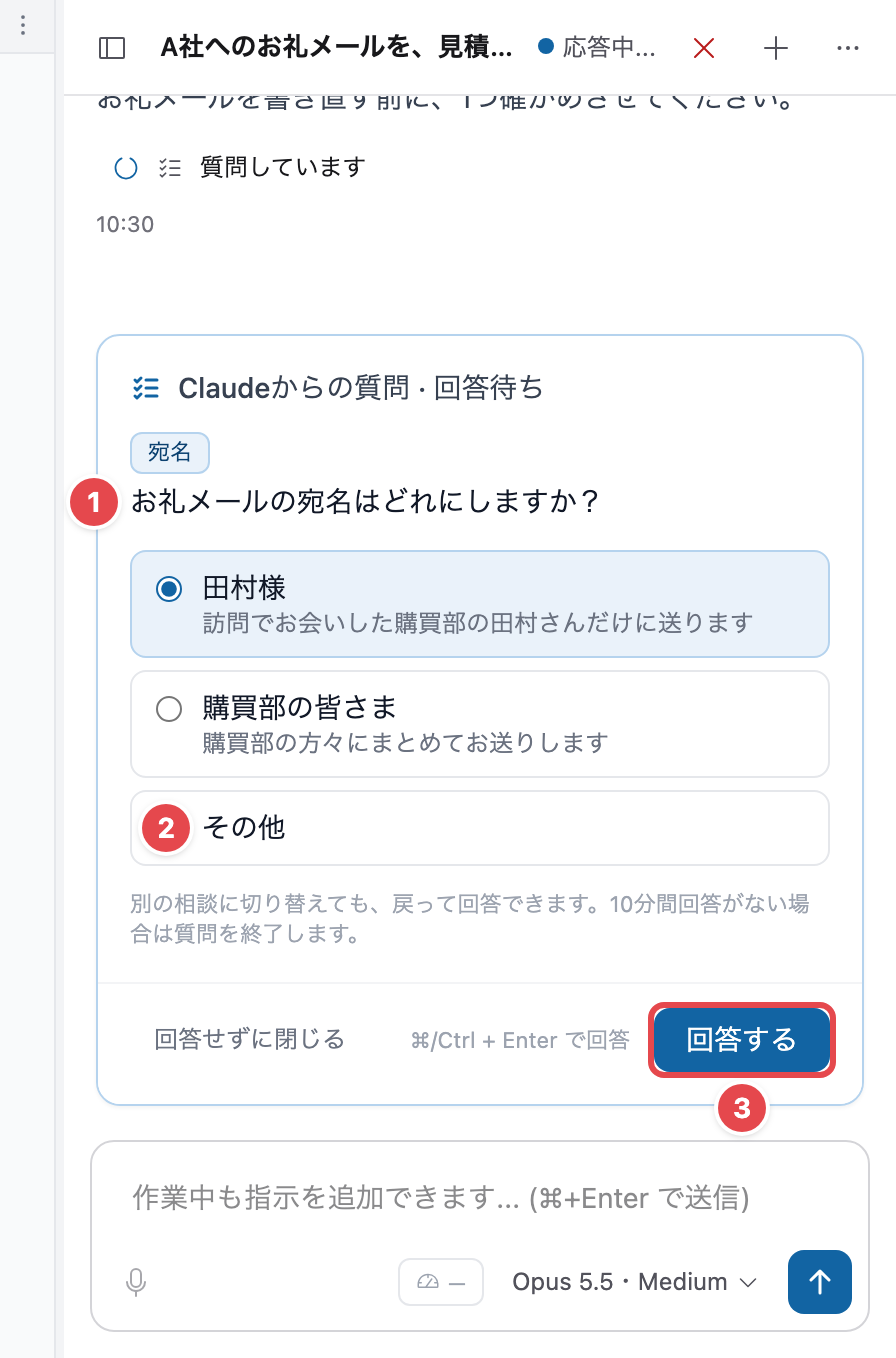 A社へのお礼メールを、見積... 応答中...
お礼メールを書き直す前に、1つ確かめさせてください。
質問しています
10:30
Claudeからの質問 · 回答待ち
宛名
1 お礼メールの宛名はどれにしますか？
田村様
訪問でお会いした購買部の田村さんだけに送ります
購買部の皆さま
購買部の方々にまとめてお送りします
2 その他
別の相談に切り替えても、戻って回答できます。10分間回答がない場
合は質問を終了します。
回答せずに閉じる ⌘/Ctrl + Enter で回答 回答する
3
作業中も指示を追加できます... (⌘+Enter で送信)
– Opus 5.5 · Medium